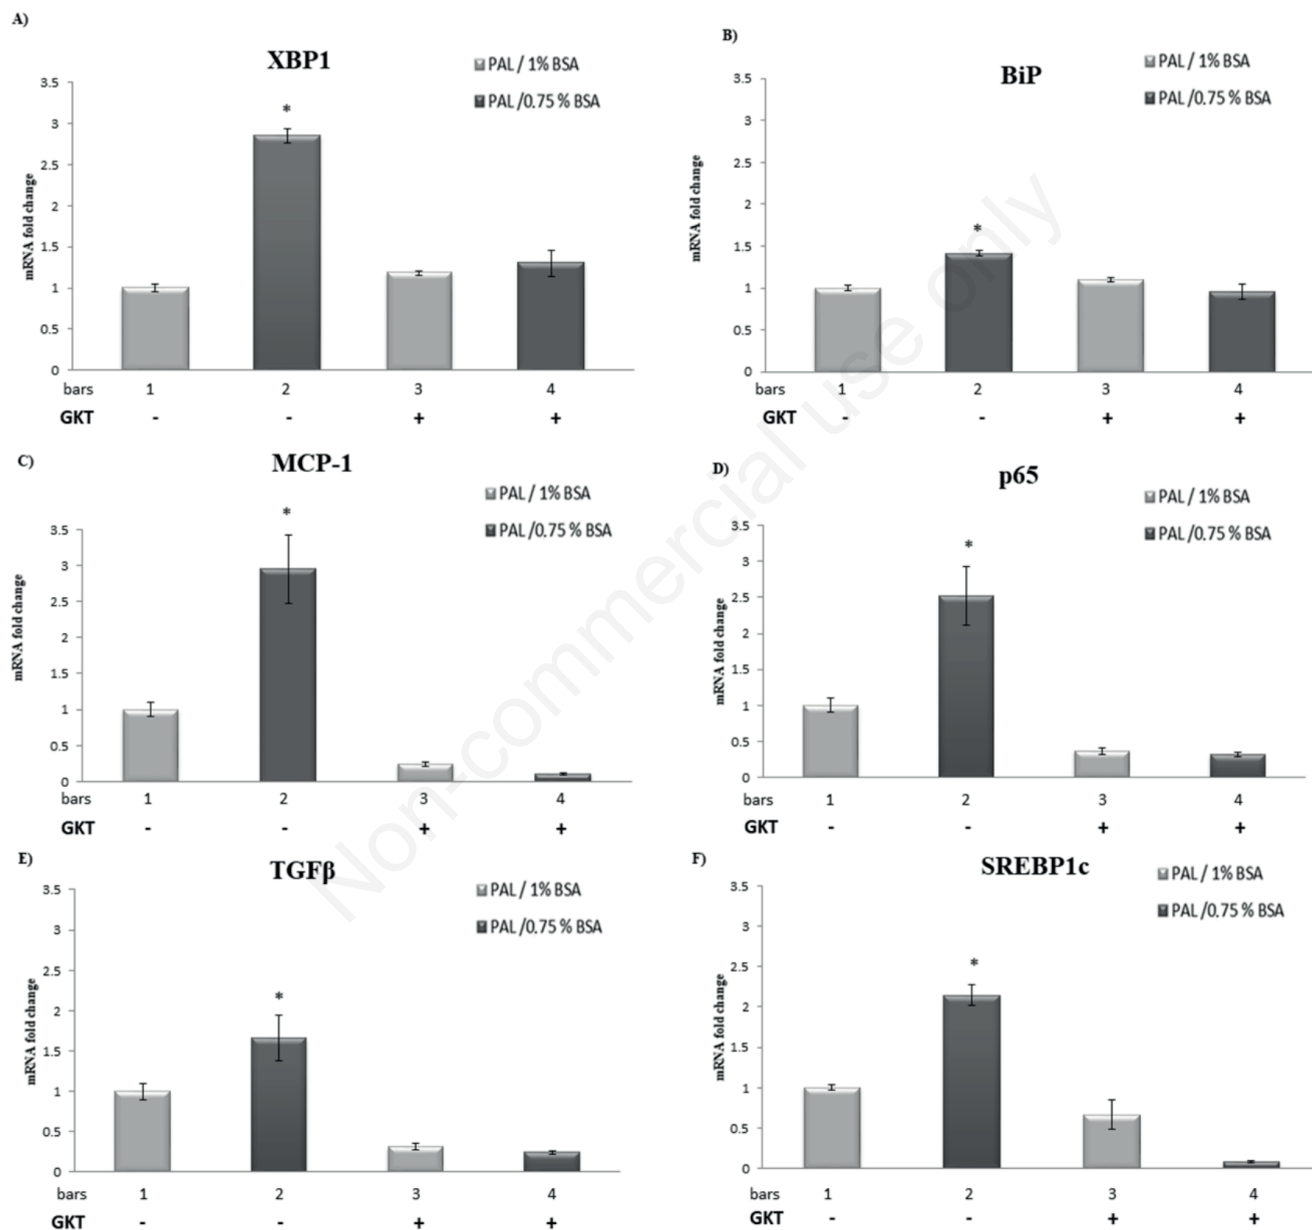 A)
XBP1
PAL / 1% BSA
PAL /0.75 % BSA
mRNA fold change
3.5
3
2.5
2
1.5
1
0.5
0
bars 1 2 3 4
GKT - - + +
B)
BiP
PAL / 1% BSA
PAL /0.75 % BSA
mRNA fold change
3.5
3
2.5
2
1.5
1
0.5
0
*
*
bars 1 2 3 4
GKT - - + +
C)
MCP-1
PAL / 1% BSA
PAL /0.75 % BSA
mRNA fold change
3.5
3
2.5
2
1.5
1
0.5
0
*
bars 1 2 3 4
GKT - - + +
D)
p65
PAL / 1% BSA
PAL /0.75 % BSA
mRNA fold change
3.5
3
2.5
2
1.5
1
0.5
0
*
bars 1 2 3 4
GKT - - + +
E)
TGFβ
PAL / 1% BSA
PAL /0.75 % BSA
mRNA fold change
3.5
3
2.5
2
1.5
1
0.5
0
*
bars 1 2 3 4
GKT - - + +
F)
SREBP1c
PAL / 1% BSA
PAL /0.75 % BSA
mRNA fold change
3.5
3
2.5
2
1.5
1
0.5
0
*
bars 1 2 3 4
GKT - - + +
Non-commercial use only